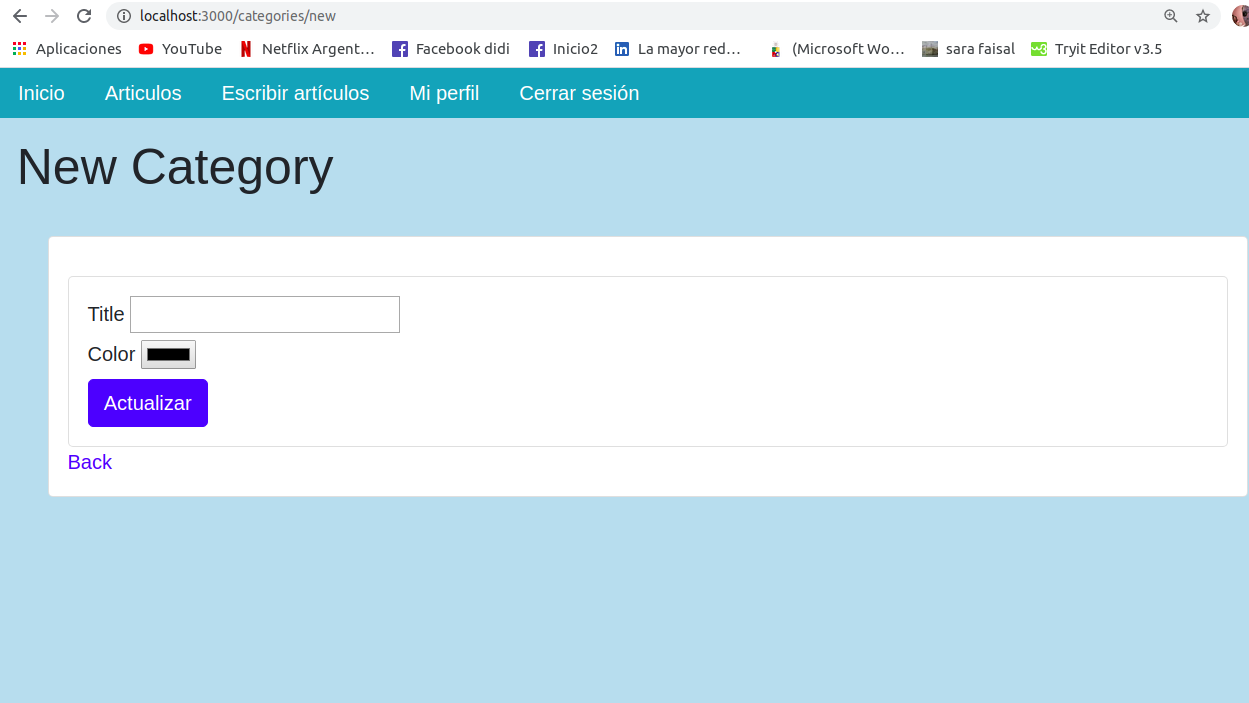 localhost:3000/categories/new
Aplicaciones YouTube Netflix Argent... Facebook didi Inicio2 La mayor red... (Microsoft Wo... sara faisal Tryit Editor v3.5
Inicio Articulos Escribir artículos Mi perfil Cerrar sesión
New Category
Title
Color
Actualizar
Back